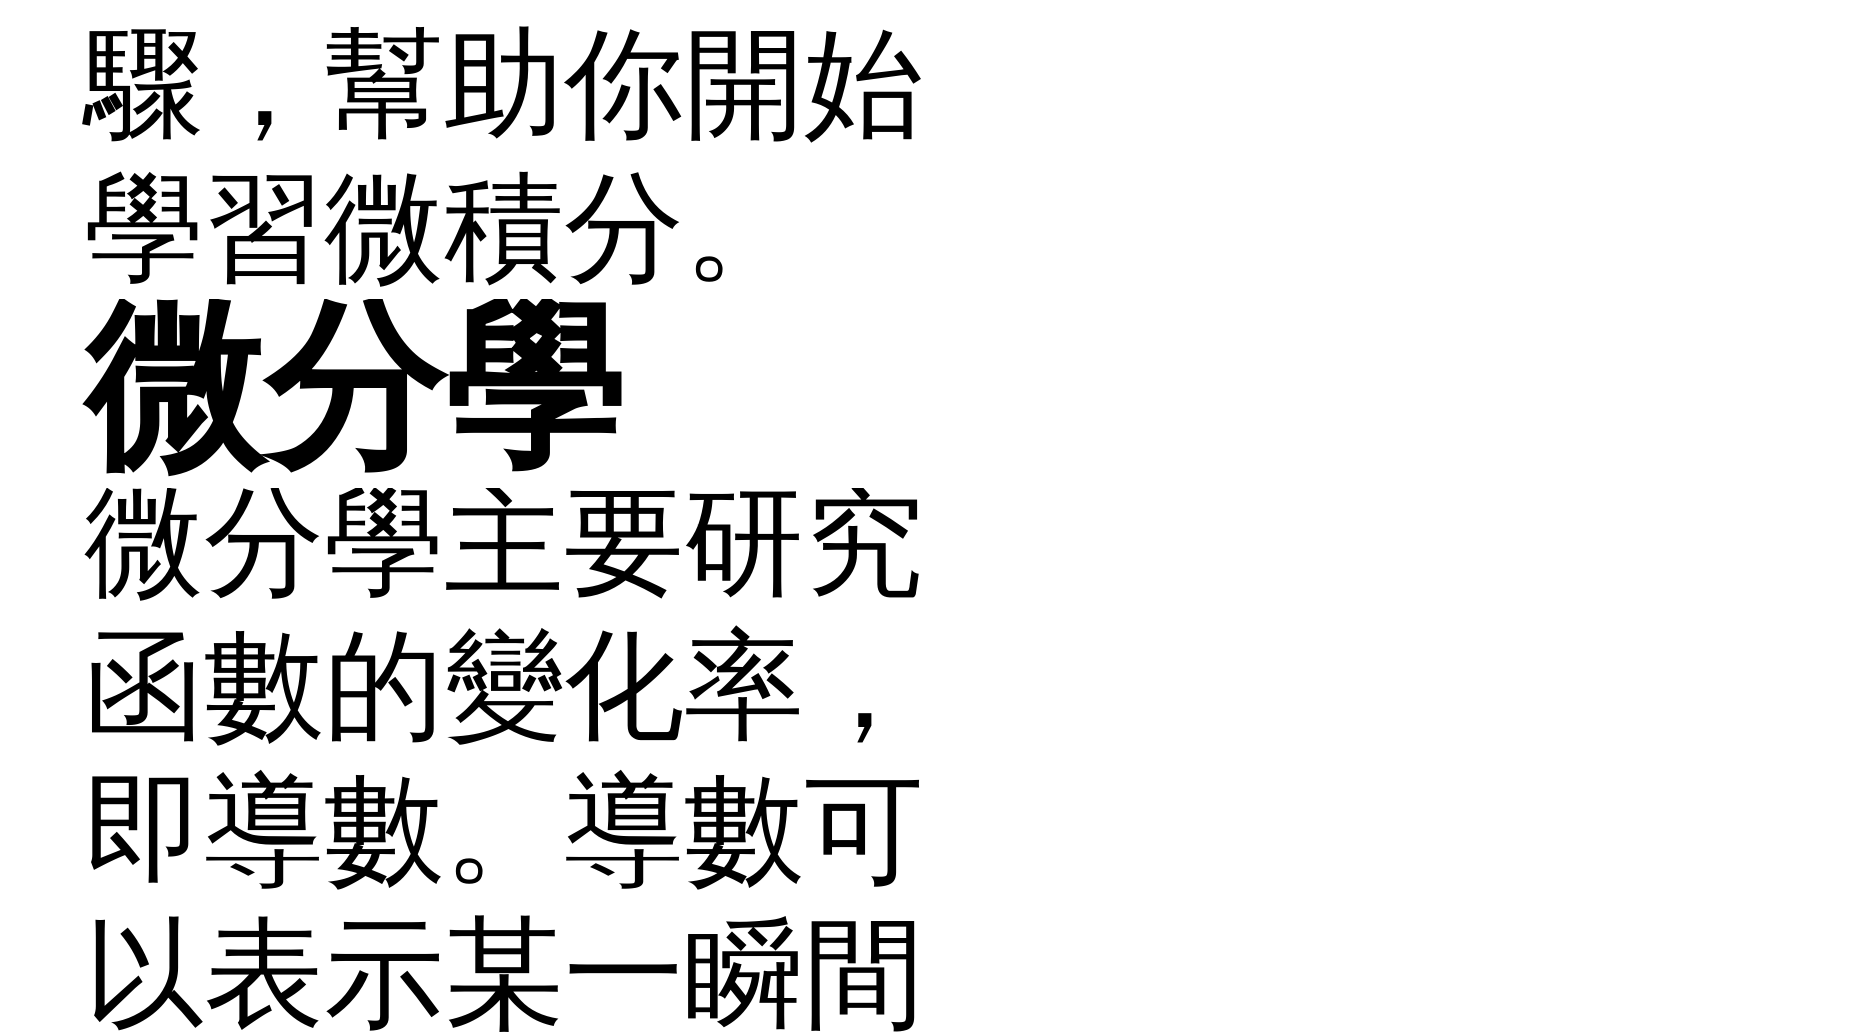 驟，幫助你開始
學習微積分。
微分學
微分學主要研究
函數的變化率，
即導數。導數可
以表示某一瞬間